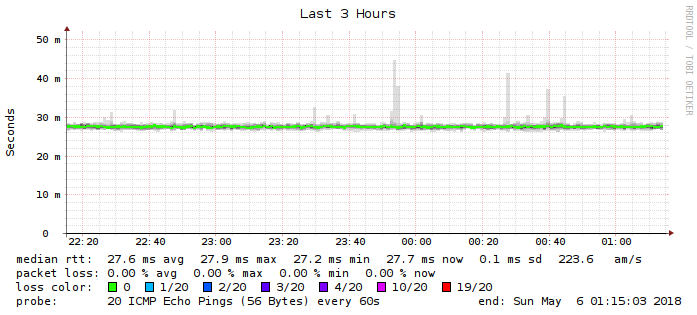 Last 3 Hours
RRDTOOL / TOBI OETIKER
Seconds
50 m
40 m
30 m
20 m
10 m
0
22:20 22:40 23:00 23:20 23:40 00:00 00:20 00:40 01:00
median rtt: 27.6 ms avg 27.9 ms max 27.2 ms min 27.7 ms now 0.1 ms sd 223.6 am/s
packet loss: 0.00 % avg 0.00 % max 0.00 % min 0.00 % now
loss color: 0 1/20 2/20 3/20 4/20 10/20 19/20
probe: 20 ICMP Echo Pings (56 Bytes) every 60s end: Sun May 6 01:15:03 2018